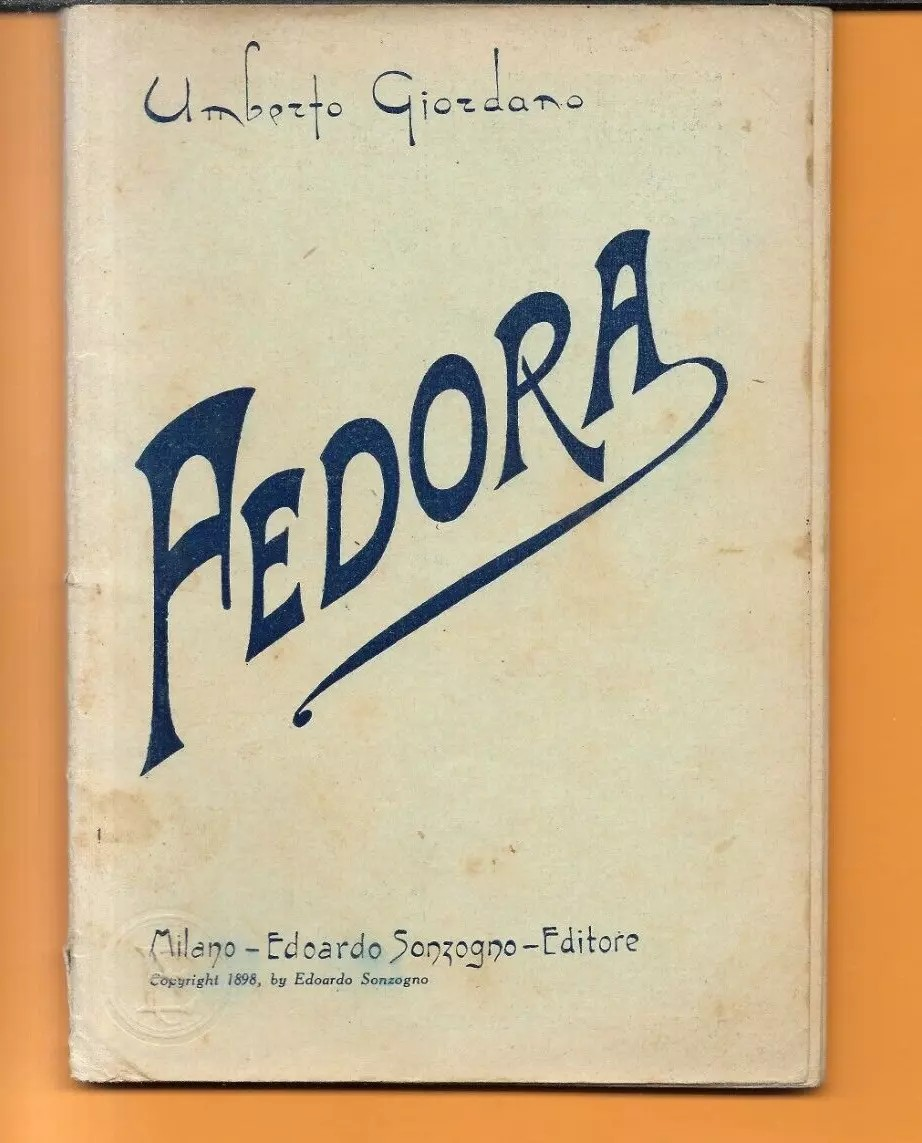 Umberto Giordano
FEDORA
Milano – Edoardo Sonzogno – Editore
Copyright 1898, by Edoardo Sonzogno